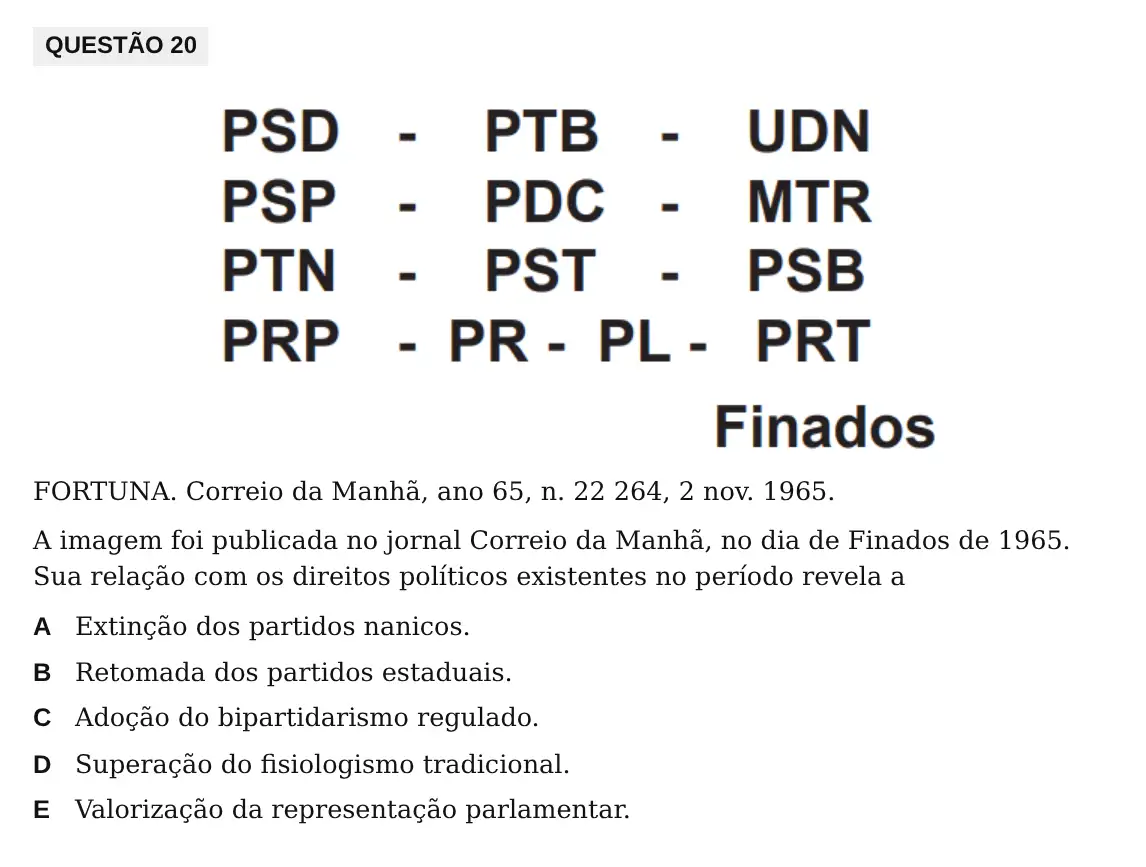 QUESTÃO 20
PSD - PTB - UDN
PSP - PDC - MTR
PTN - PST - PSB
PRP - PR - PL - PRT
Finados
FORTUNA. Correio da Manhã, ano 65, n. 22 264, 2 nov. 1965.
A imagem foi publicada no jornal Correio da Manhã, no dia de Finados de 1965.
Sua relação com os direitos políticos existentes no período revela a
A Extinção dos partidos nanicos.
B Retomada dos partidos estaduais.
C Adoção do bipartidarismo regulado.
D Superação do fisiologismo tradicional.
E Valorização da representação parlamentar.